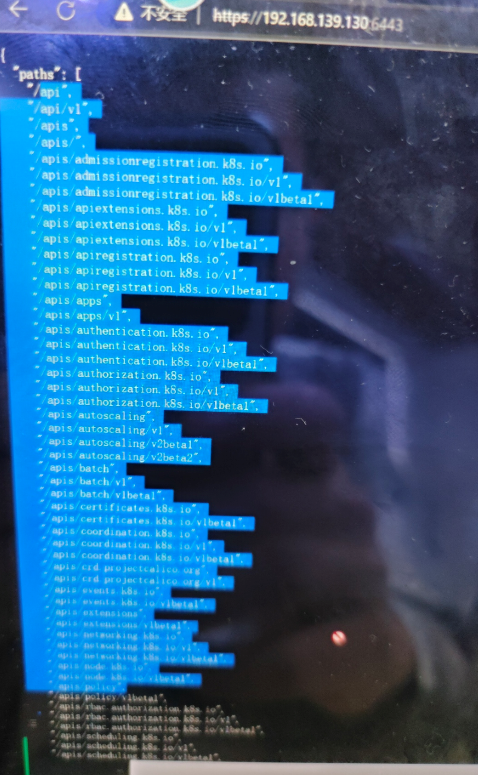 不安全 | https://192.168.139.130:6443
{
"paths": [
"/api",
"/api/v1",
"/apis",
"/apis/",
"/apis/admissionregistration.k8s.io",
"/apis/admissionregistration.k8s.io/v1",
"/apis/admissionregistration.k8s.io/v1beta1",
"/apis/apiextensions.k8s.io",
"/apis/apiextensions.k8s.io/v1",
"/apis/apiextensions.k8s.io/v1beta1",
"/apis/apiregistration.k8s.io",
"/apis/apiregistration.k8s.io/v1",
"/apis/apiregistration.k8s.io/v1beta1",
"/apis/apps",
"/apis/apps/v1",
"/apis/authentication.k8s.io",
"/apis/authentication.k8s.io/v1",
"/apis/authentication.k8s.io/v1beta1",
"/apis/authorization.k8s.io",
"/apis/authorization.k8s.io/v1",
"/apis/authorization.k8s.io/v1beta1",
"/apis/autoscaling",
"/apis/autoscaling/v1",
"/apis/autoscaling/v2beta1",
"/apis/autoscaling/v2beta2",
"/apis/batch",
"/apis/batch/v1",
"/apis/batch/v1beta1",
"/apis/certificates.k8s.io",
"/apis/certificates.k8s.io/v1beta1",
"/apis/coordination.k8s.io",
"/apis/coordination.k8s.io/v1",
"/apis/coordination.k8s.io/v1beta1",
"/apis/crd.projectcalico.org",
"/apis/crd.projectcalico.org/v1",
"/apis/events.k8s.io",
"/apis/events.k8s.io/v1beta1",
"/apis/extensions",
"/apis/extensions/v1beta1",
"/apis/networking.k8s.io",
"/apis/networking.k8s.io/v1",
"/apis/networking.k8s.io/v1beta1",
"/apis/node.k8s.io",
"/apis/node.k8s.io/v1beta1",
"/apis/policy",
"/apis/policy/v1beta1",
"/apis/rbac.authorization.k8s.io",
"/apis/rbac.authorization.k8s.io/v1",
"/apis/rbac.authorization.k8s.io/v1beta1",
"/apis/scheduling.k8s.io",
"/apis/scheduling.k8s.io/v1",
"/apis/scheduling.k8s.io/v1beta1",